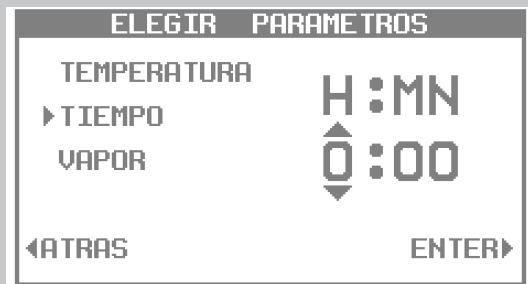 ELEGIR PARAMETROS
TEMPERATURA
TIEMPO
VAPOR
H:MN
0:00
ATRAS
ENTER